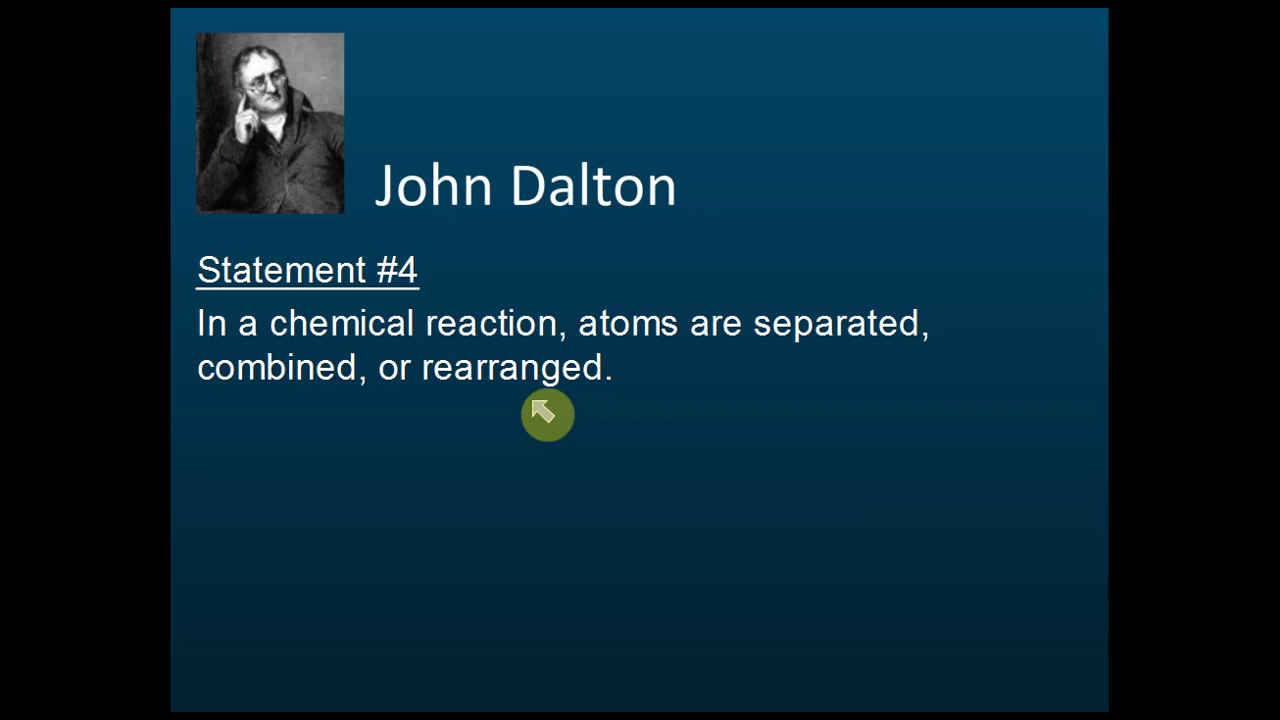 John Dalton
Statement #4
In a chemical reaction, atoms are separated,
combined, or rearranged.